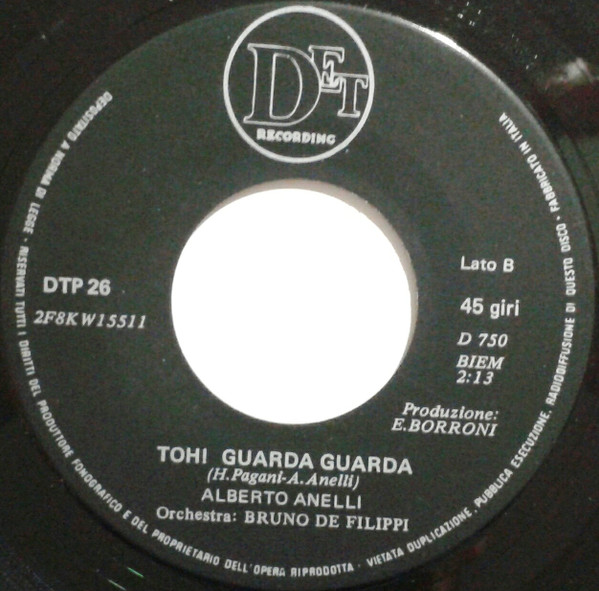 DET
RECORDING
DEPOSITATO A NORMA DI LEGGE · RISERVATI TUTTI I DIRITTI DEL PRODUTTORE FONOGRAFICO E DEL PROPRIETARIO DELL'OPERA RIPRODOTTA · VIETATA DUPLICAZIONE, PUBBLICA ESECUZIONE, RADIODIFFUSIONE DI QUESTO DISCO · FABBRICATO IN ITALIA
DTP 26
2F8KW15511
Lato B
45 giri
D 750
BIEM
2:13
Produzione:
E.BORRONI
TOH! GUARDA GUARDA
(H.Pagani-A.Anelli)
ALBERTO ANELLI
Orchestra: BRUNO DE FILIPPI